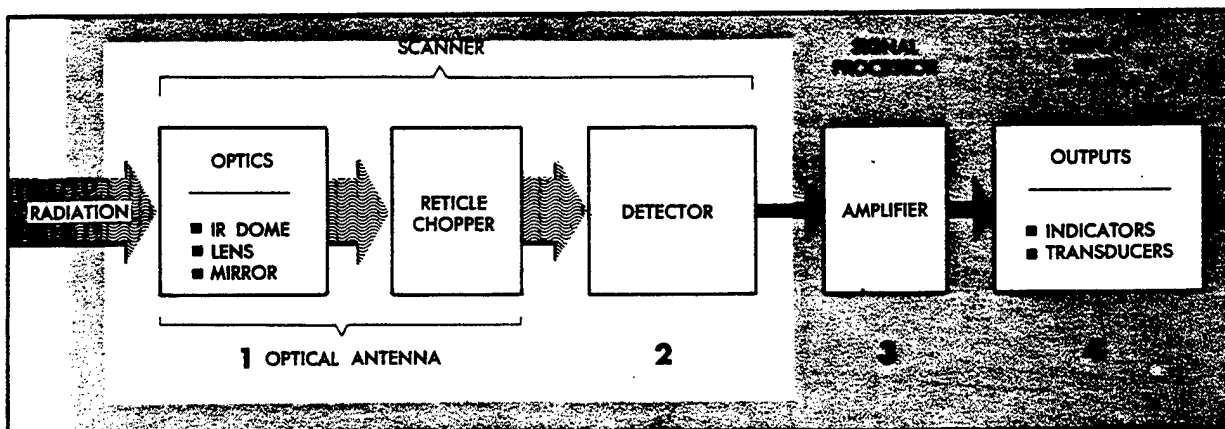 SCANNER
SIGNAL
PROCESSOR
RADIATION
OPTICS
■ IR DOME
■ LENS
■ MIRROR
RETICLE
CHOPPER
DETECTOR
AMPLIFIER
OUTPUTS
■ INDICATORS
■ TRANSDUCERS
1 OPTICAL ANTENNA
2
3
4